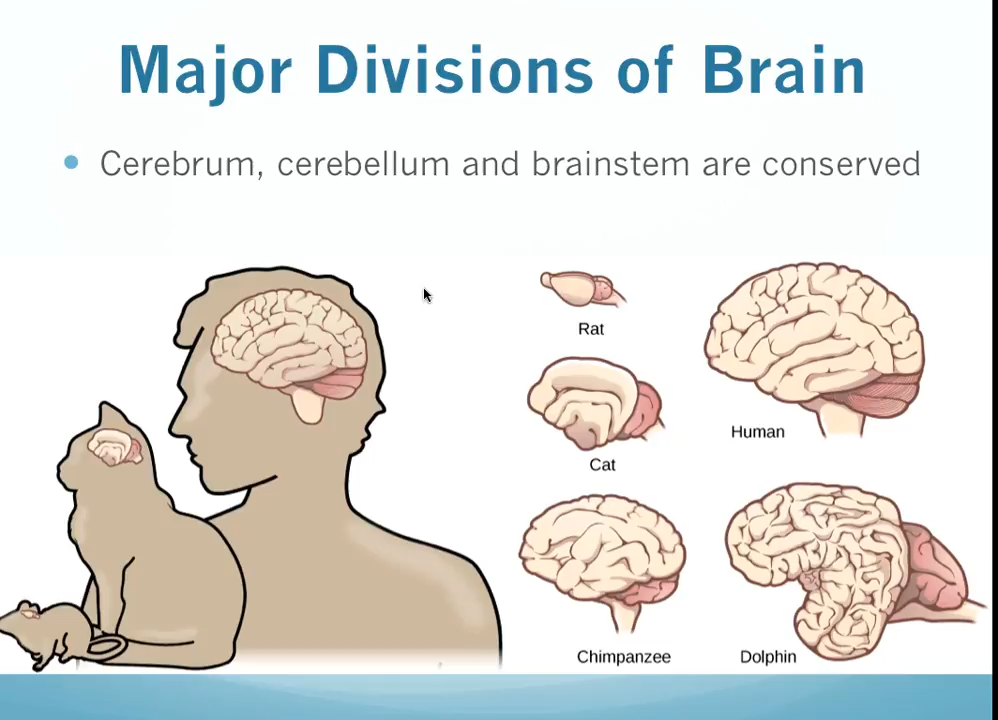 Major Divisions of Brain
Cerebrum, cerebellum and brainstem are conserved
Rat
Human
Cat
Chimpanzee
Dolphin